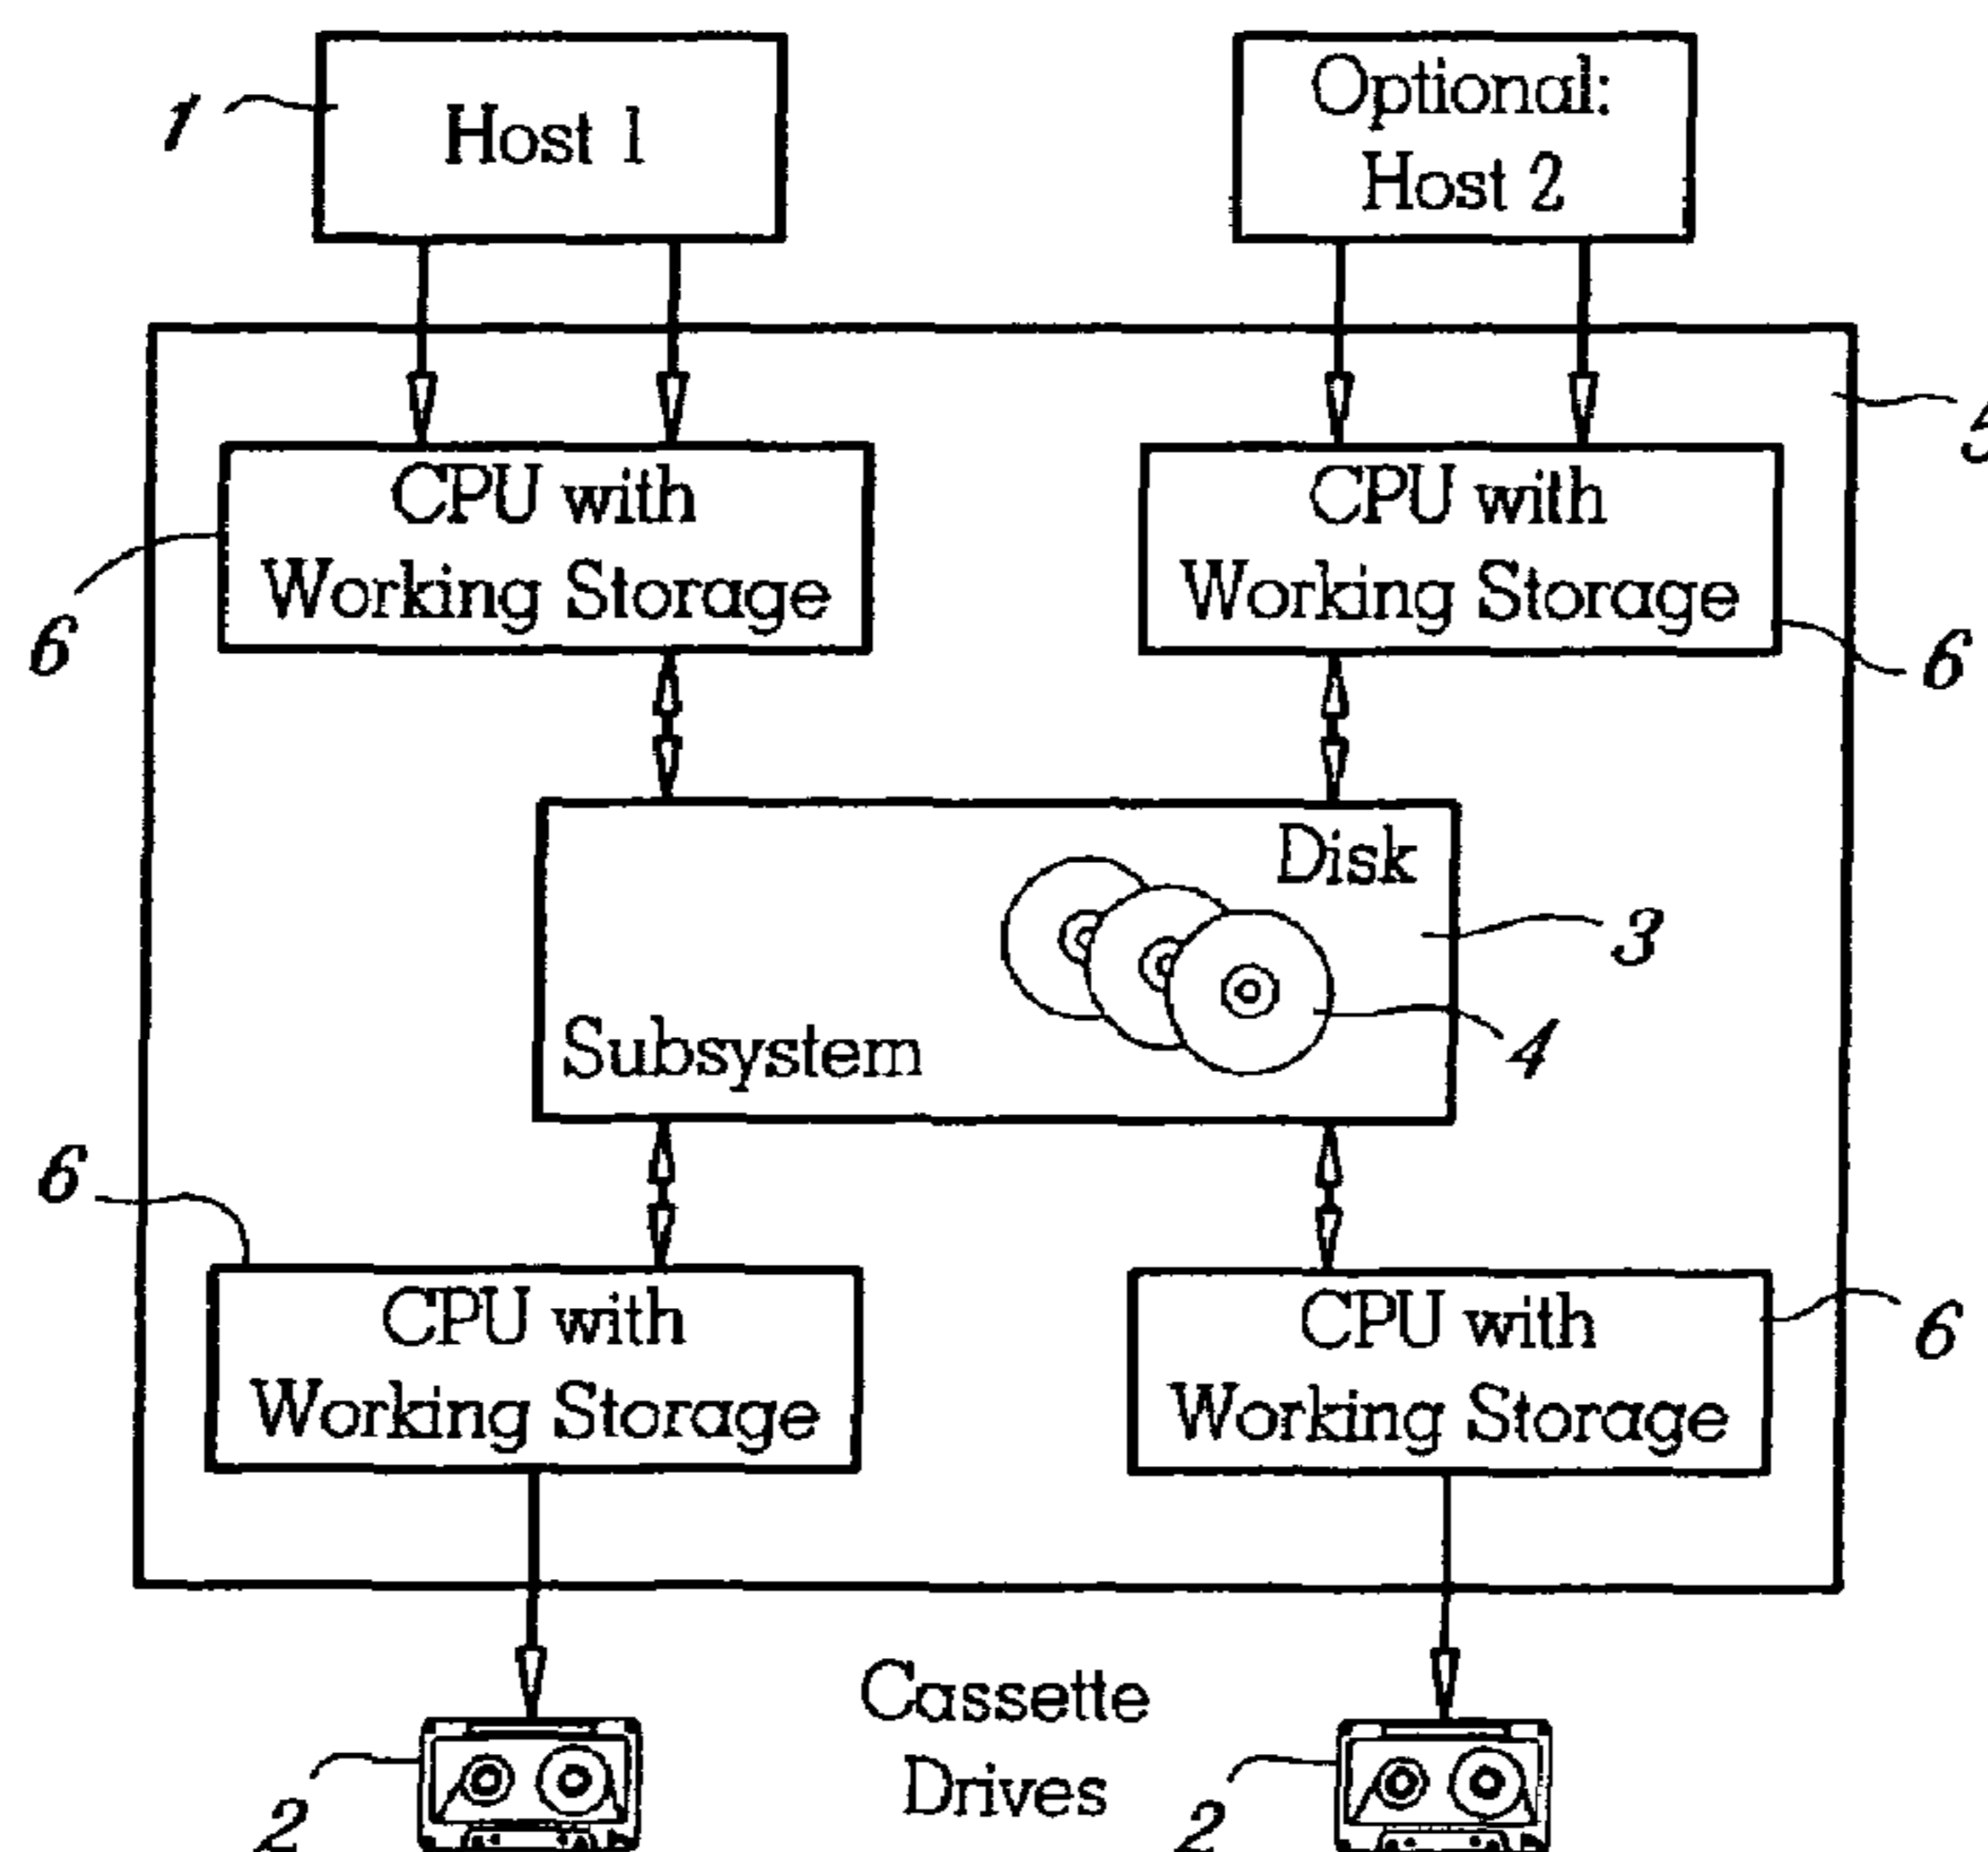 1
Host 1
Optional:
Host 2
5
CPU with
Working Storage
6
CPU with
Working Storage
6
Disk
Subsystem
3
4
6
CPU with
Working Storage
CPU with
Working Storage
6
Cassette
Drives
2
2